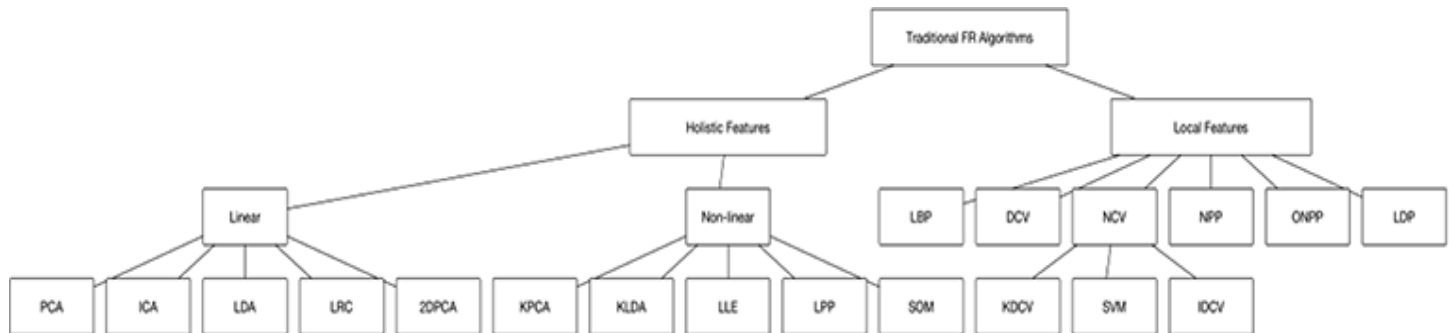 Traditional FR Algorithms
Holistic Features
Local Features
Linear
Non-linear
LBP
DCV
NCV
NPP
ONPP
LDP
PCA
ICA
LDA
LRC
2DPCA
KPCA
KLDA
LLE
LPP
SOM
KDCV
SVM
IDCV